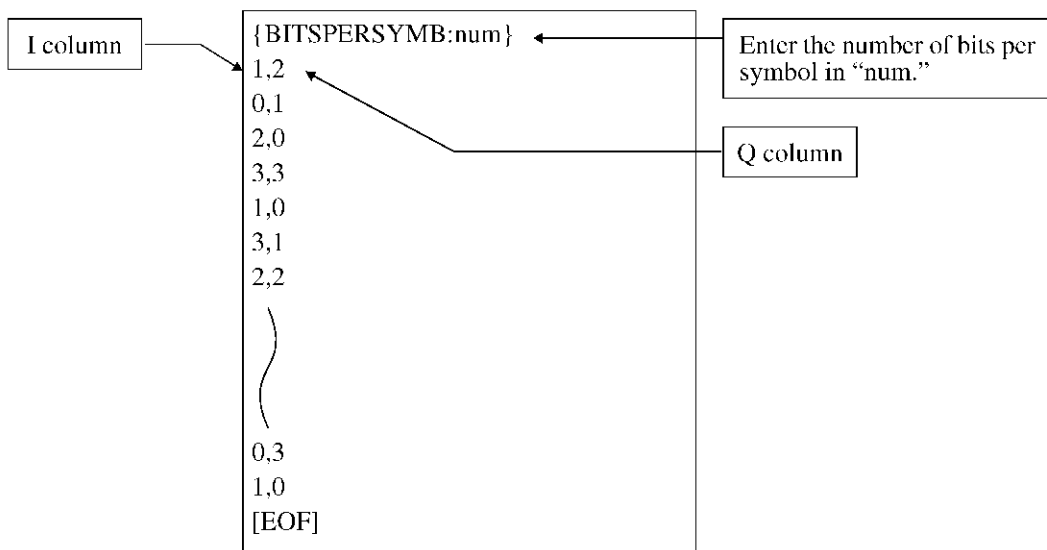 I column
{BITSPERSYMB:num}
1,2
0,1
2,0
3,3
1,0
3,1
2,2
0,3
1,0
[EOF]
Enter the number of bits per
symbol in “num.”
Q column